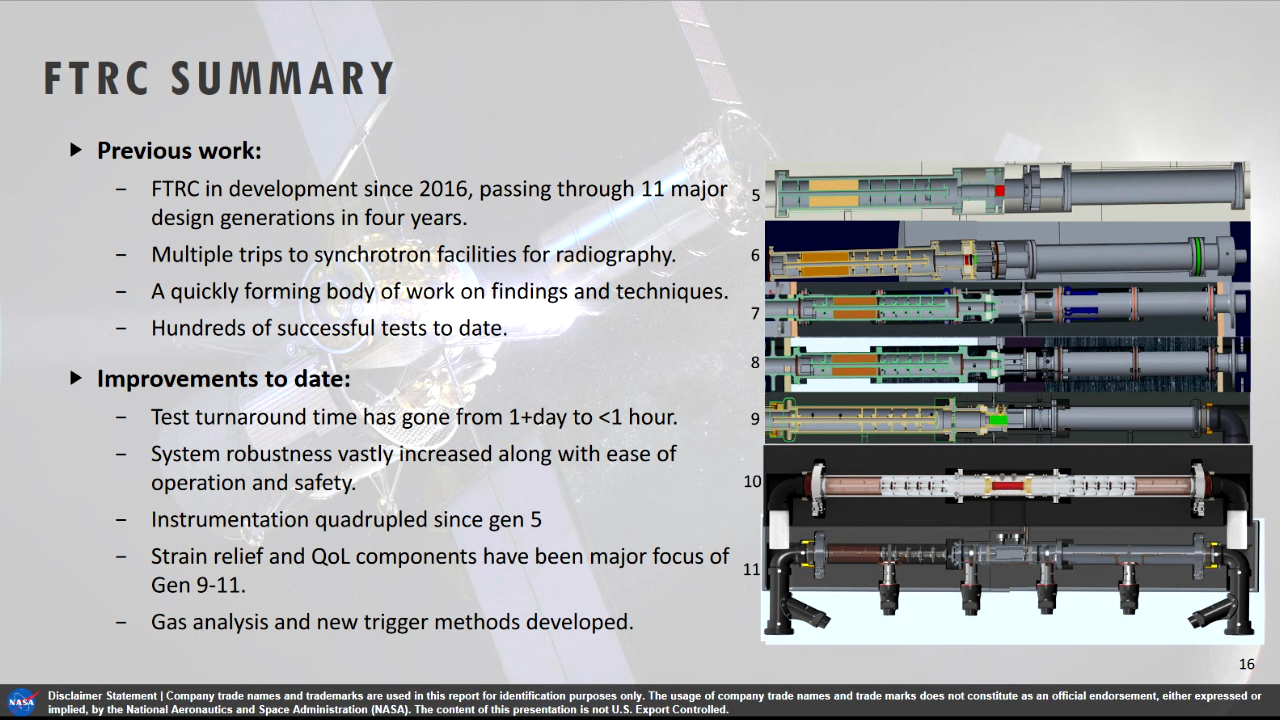 FTRC SUMMARY
Previous work:
– FTRC in development since 2016, passing through 11 major
design generations in four years.
– Multiple trips to synchrotron facilities for radiography.
– A quickly forming body of work on findings and techniques.
– Hundreds of successful tests to date.
Improvements to date:
– Test turnaround time has gone from 1+day to <1 hour.
– System robustness vastly increased along with ease of
operation and safety.
– Instrumentation quadrupled since gen 5
– Strain relief and QoL components have been major focus of
Gen 9-11.
– Gas analysis and new trigger methods developed.
5
6
7
8
9
10
11
16
NASA
Disclaimer Statement | Company trade names and trademarks are used in this report for identification purposes only. The usage of company trade names and trade marks does not constitute as an official endorsement, either expressed or
implied, by the National Aeronautics and Space Administration (NASA). The content of this presentation is not U.S. Export Controlled.